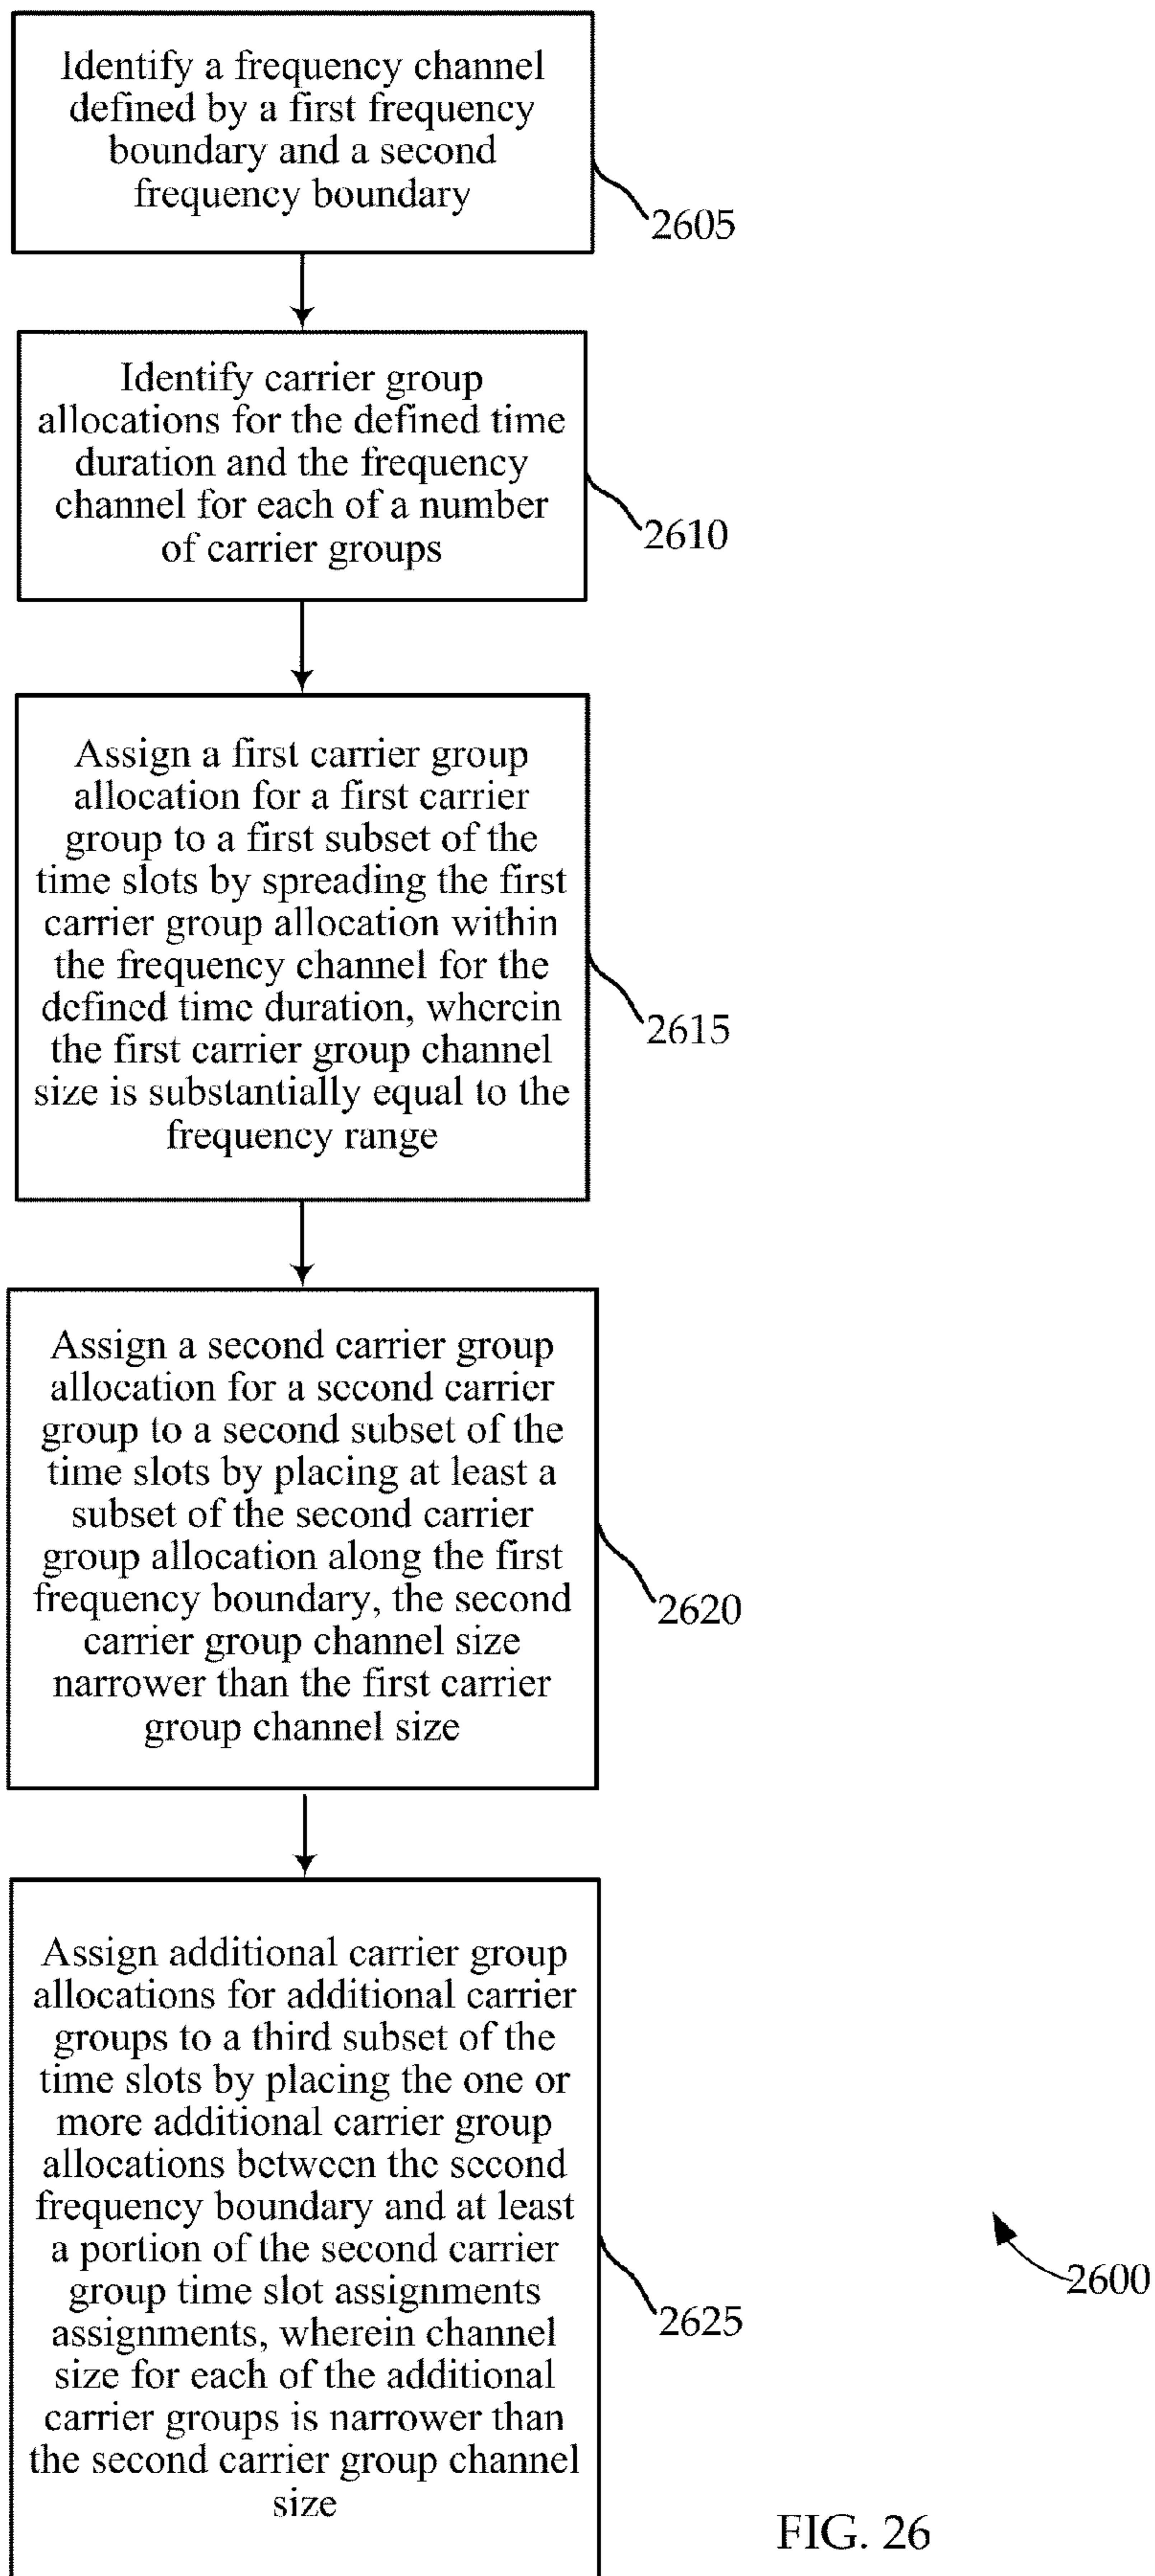 Identify a frequency channel
defined by a first frequency
boundary and a second
frequency boundary
2605
Identify carrier group
allocations for the defined time
duration and the frequency
channel for each of a number
of carrier groups
2610
Assign a first carrier group
allocation for a first carrier
group to a first subset of the
time slots by spreading the first
carrier group allocation within
the frequency channel for the
defined time duration, wherein
the first carrier group channel
size is substantially equal to the
frequency range
2615
Assign a second carrier group
allocation for a second carrier
group to a second subset of the
time slots by placing at least a
subset of the second carrier
group allocation along the first
frequency boundary, the second
carrier group channel size
narrower than the first carrier
group channel size
2620
Assign additional carrier group
allocations for additional carrier
groups to a third subset of the
time slots by placing the one or
more additional carrier group
allocations between the second
frequency boundary and at least
a portion of the second carrier
group time slot assignments
assignments, wherein channel
size for each of the additional
carrier groups is narrower than
the second carrier group channel
size
2625
2600
FIG. 26